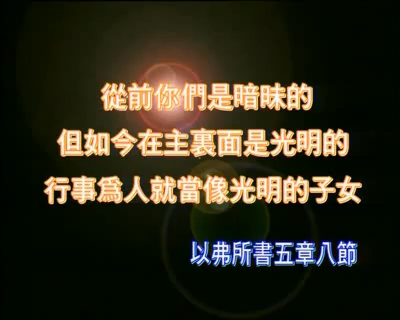 從前你們是暗昧的
但如今在主裏面是光明的
行事爲人就當像光明的子女
以弗所書五章八節